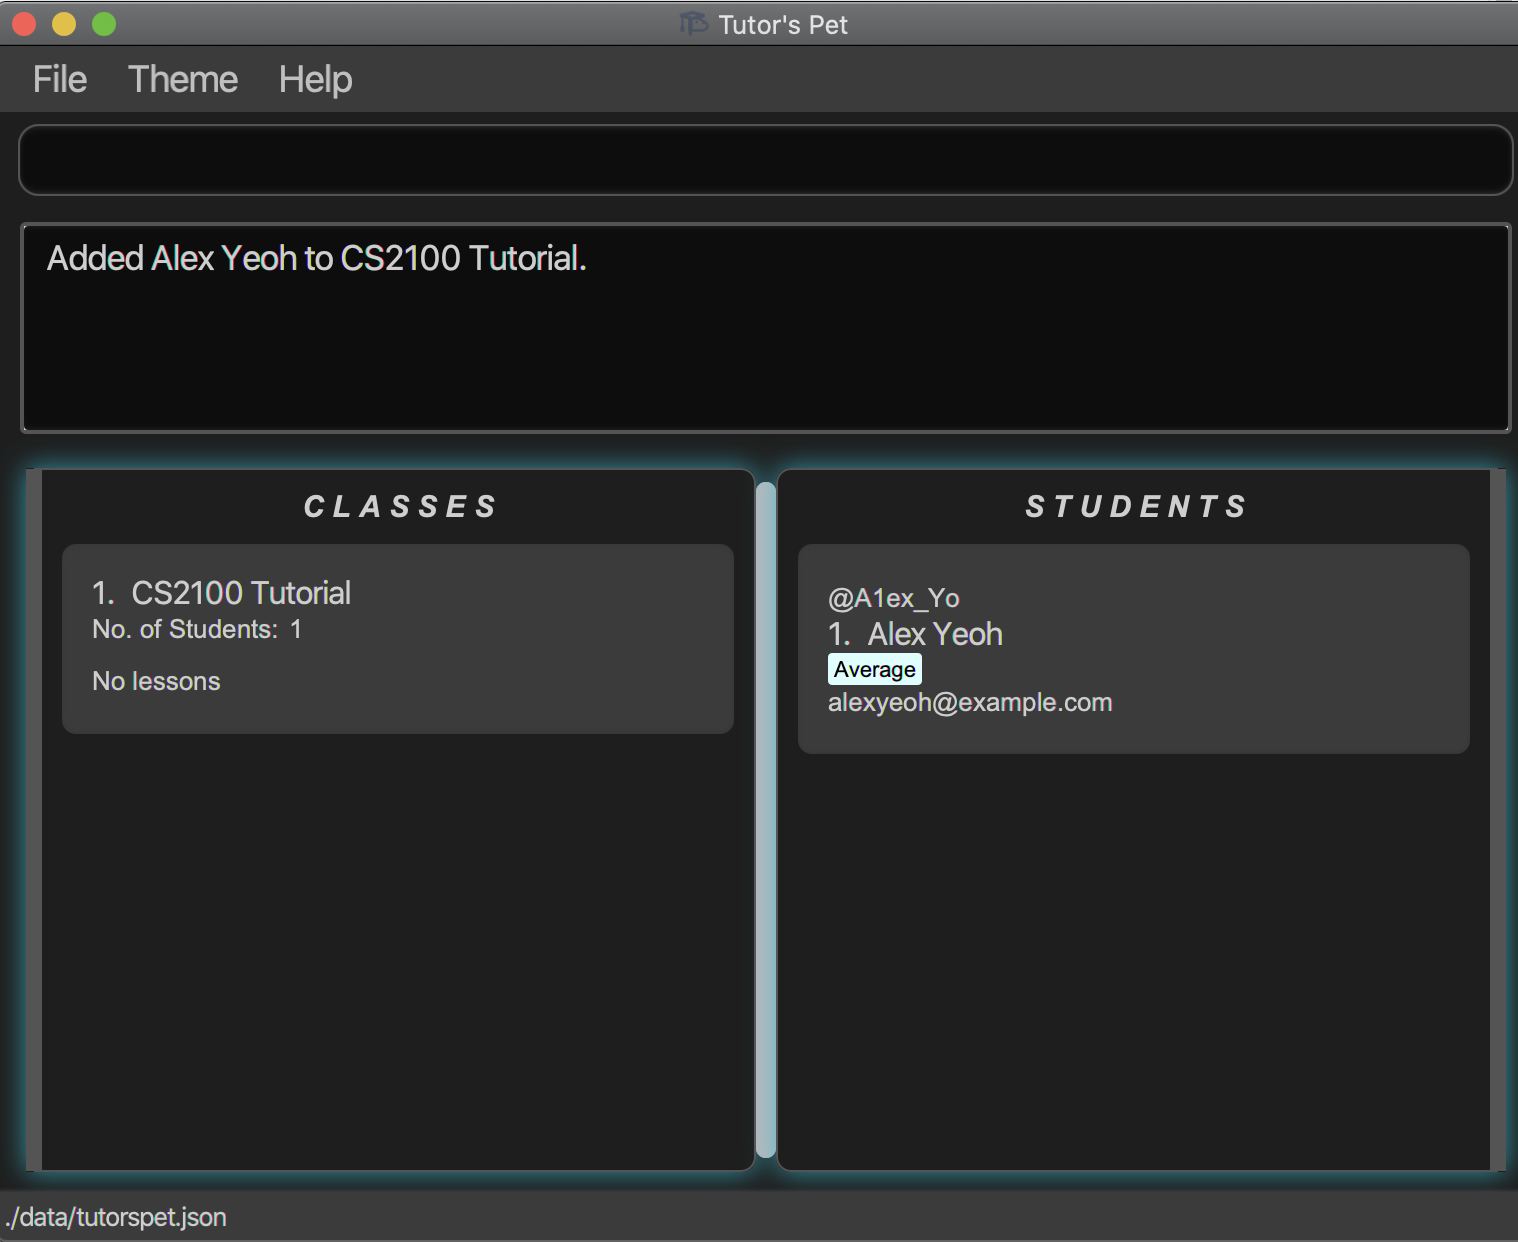 Tutor's Pet
File Theme Help
Added Alex Yeoh to CS2100 Tutorial.
CLASSES
1. CS2100 Tutorial
No. of Students: 1
No lessons
STUDENTS
@A1ex_Yo
1. Alex Yeoh
Average
alexyeoh@example.com
./data/tutorspet.json